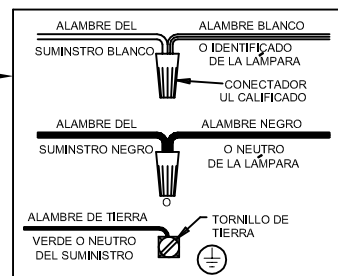 ALAMBRE DEL ALAMBRE BLANCO
SUMINSTRO BLANCO O IDENTIFICADO
DE LA LÁMPARA
CONECTADOR
UL CALIFICADO
ALAMBRE DEL ALAMBRE NEGRO
SUMINSTRO NEGRO O NEUTRO
DE LA LÁMPARA
O
ALAMBRE DE TIERRA TORNILLO DE
TIERRA
VERDE O NEUTRO
DEL SUMINISTRO